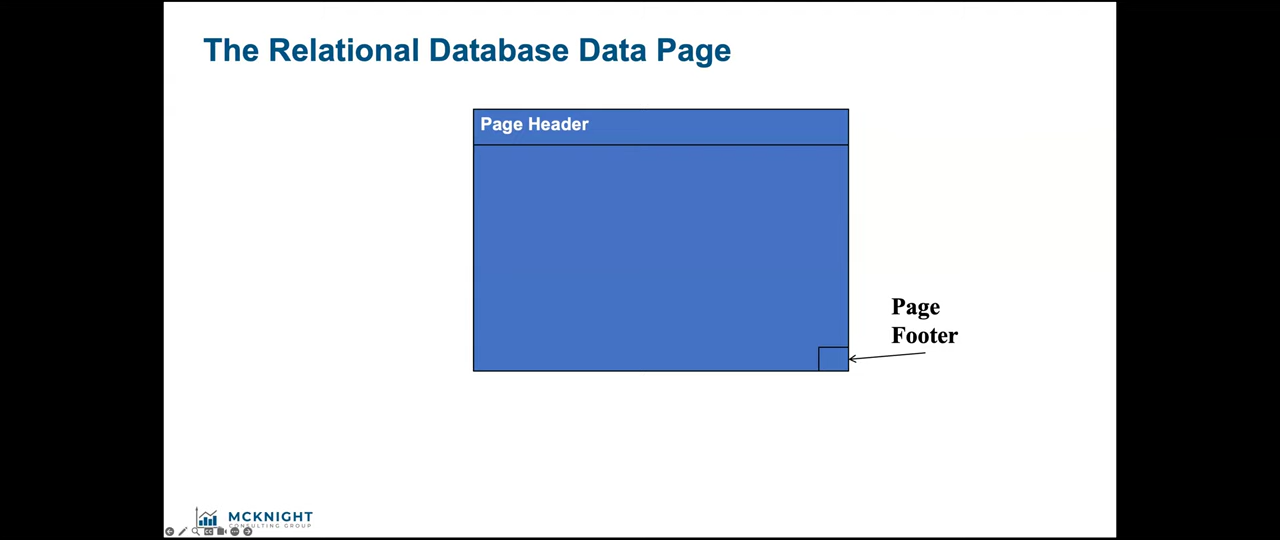 The Relational Database Data Page
Page Header
Page
Footer
MCKNIGHT
CONSULTING GROUP